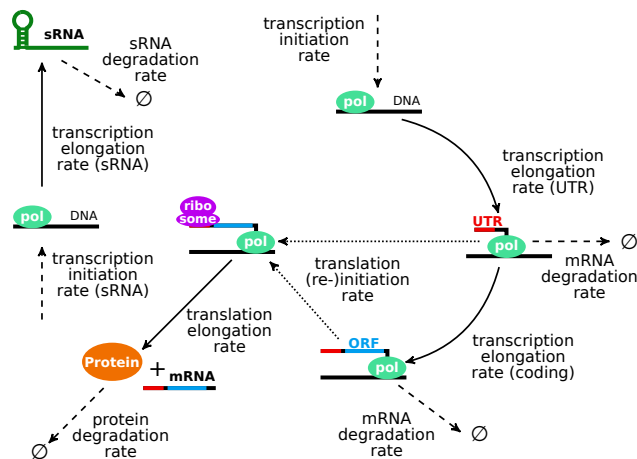 sRNA
sRNA
degradation
rate
∅
transcription
elongation
rate (sRNA)
pol
DNA
transcription
initiation
rate (sRNA)
transcription
initiation
rate
pol
DNA
transcription
elongation
rate (UTR)
UTR
pol
∅
mRNA
degradation
rate
ribo
some
pol
translation
(re-)initiation
rate
translation
elongation
rate
transcription
elongation
rate (coding)
ORF
pol
Protein
+
mRNA
protein
degradation
rate
∅
mRNA
degradation
rate
∅